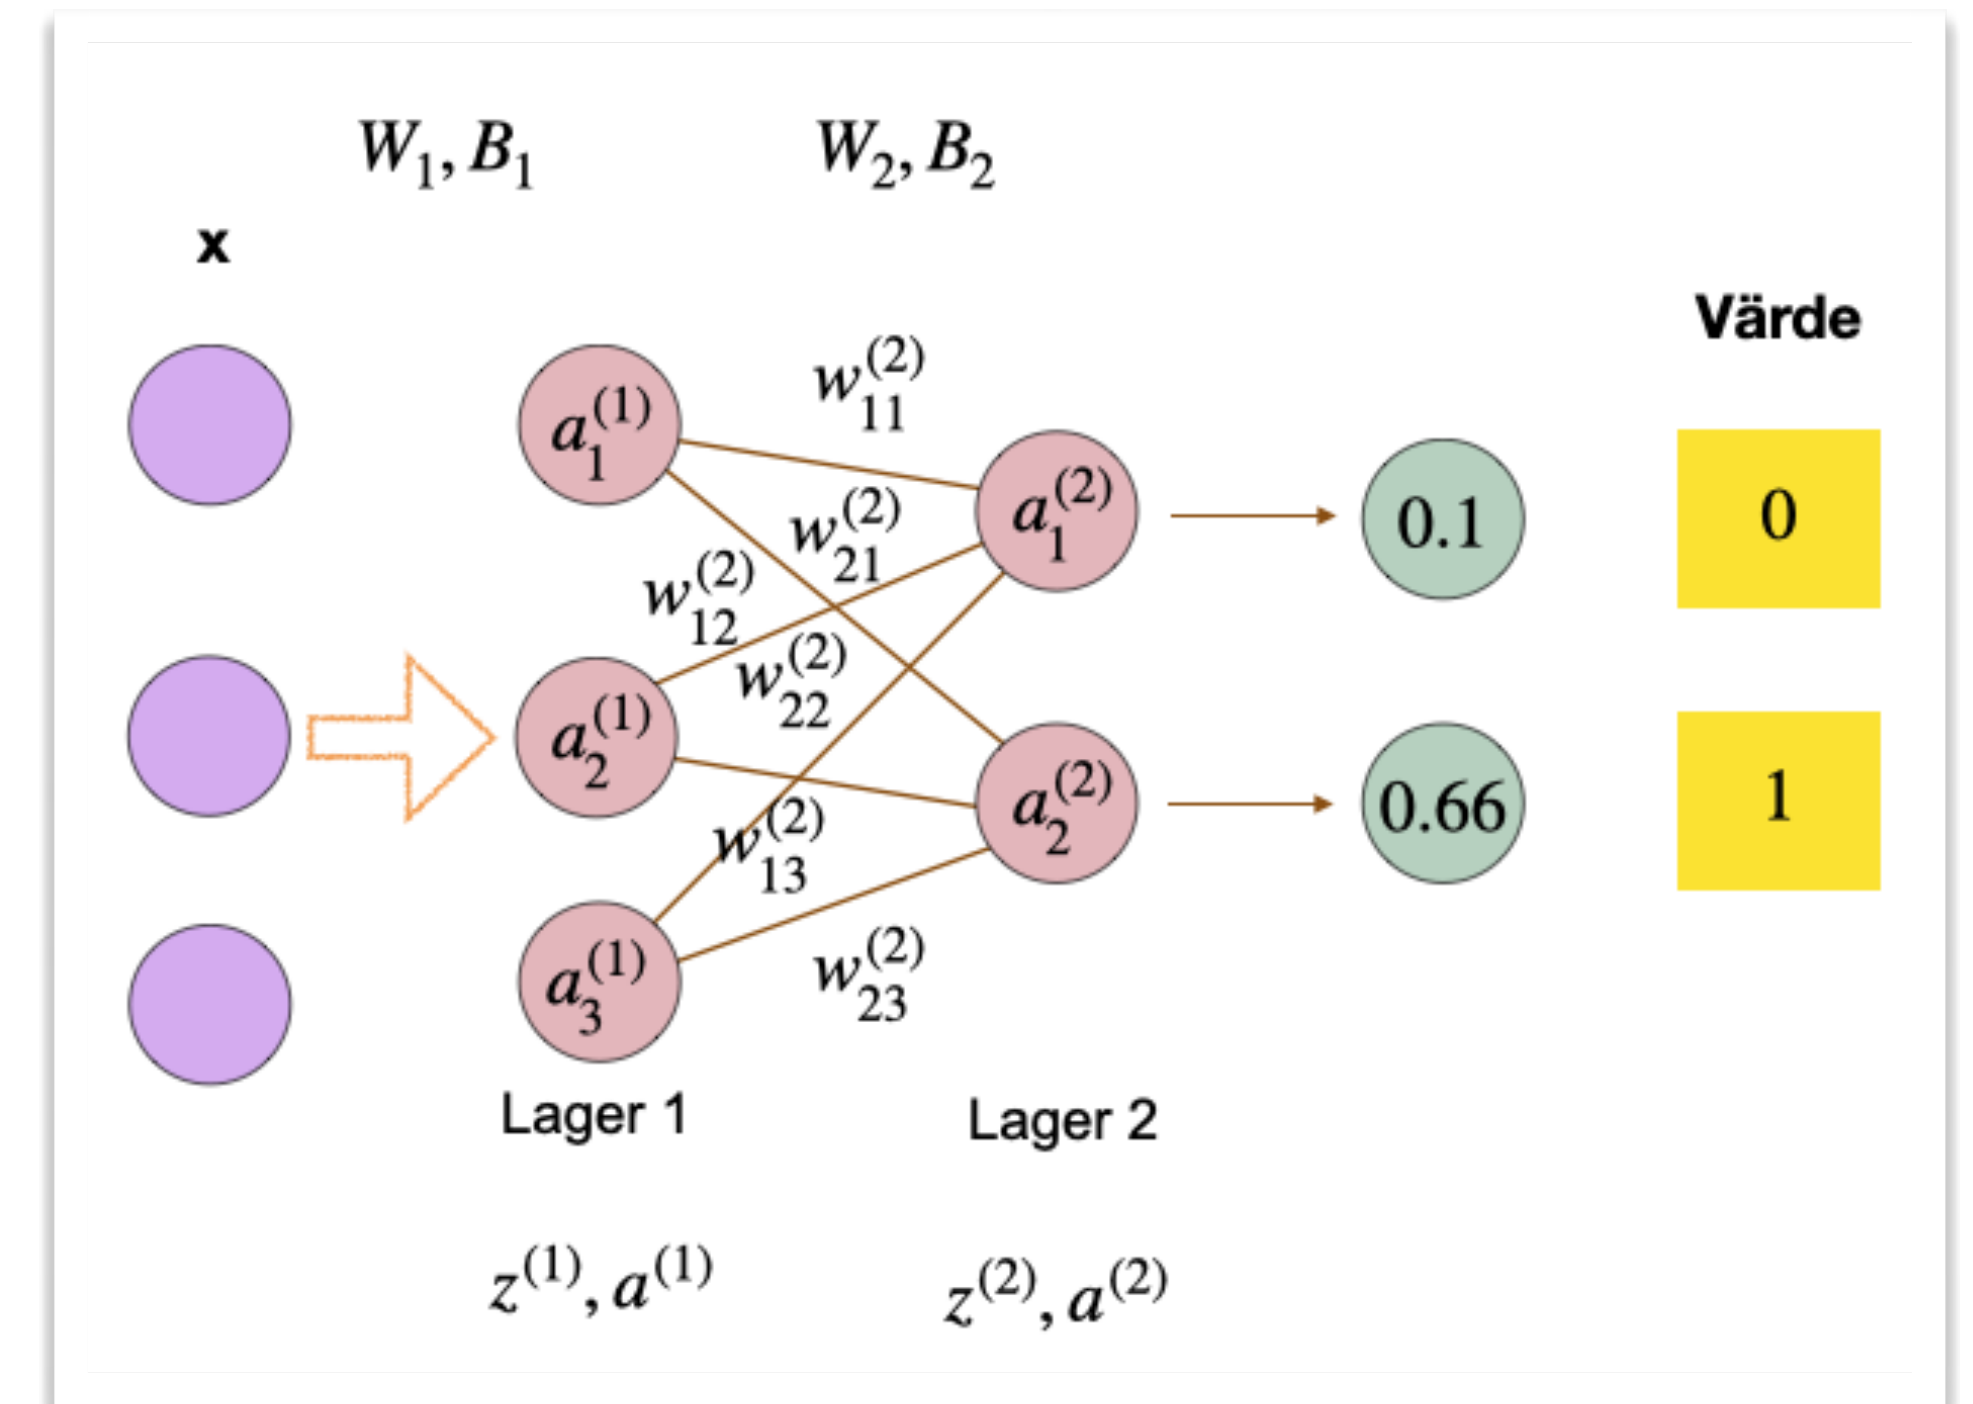 W₁, B₁
W₂, B₂
x
Värde
w₁₁⁽²⁾
a₁⁽¹⁾
a₁⁽²⁾
0.1
0
w₂₁⁽²⁾
w₁₂⁽²⁾
w₂₂⁽²⁾
a₂⁽¹⁾
a₂⁽²⁾
0.66
1
w₁₃⁽²⁾
a₃⁽¹⁾
w₂₃⁽²⁾
Lager 1
Lager 2
z⁽¹⁾, a⁽¹⁾
z⁽²⁾, a⁽²⁾